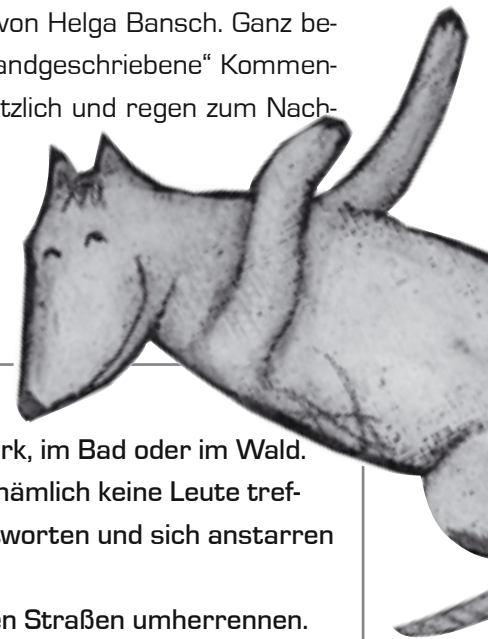 von Helga Bansch. Ganz be-
andgeschriebene“ Kommen-
tzlich und regen zum Nach-
rk, im Bad oder im Wald.
nämlich keine Leute tref-
tworten und sich anstarren
en Straßen umherrennen.